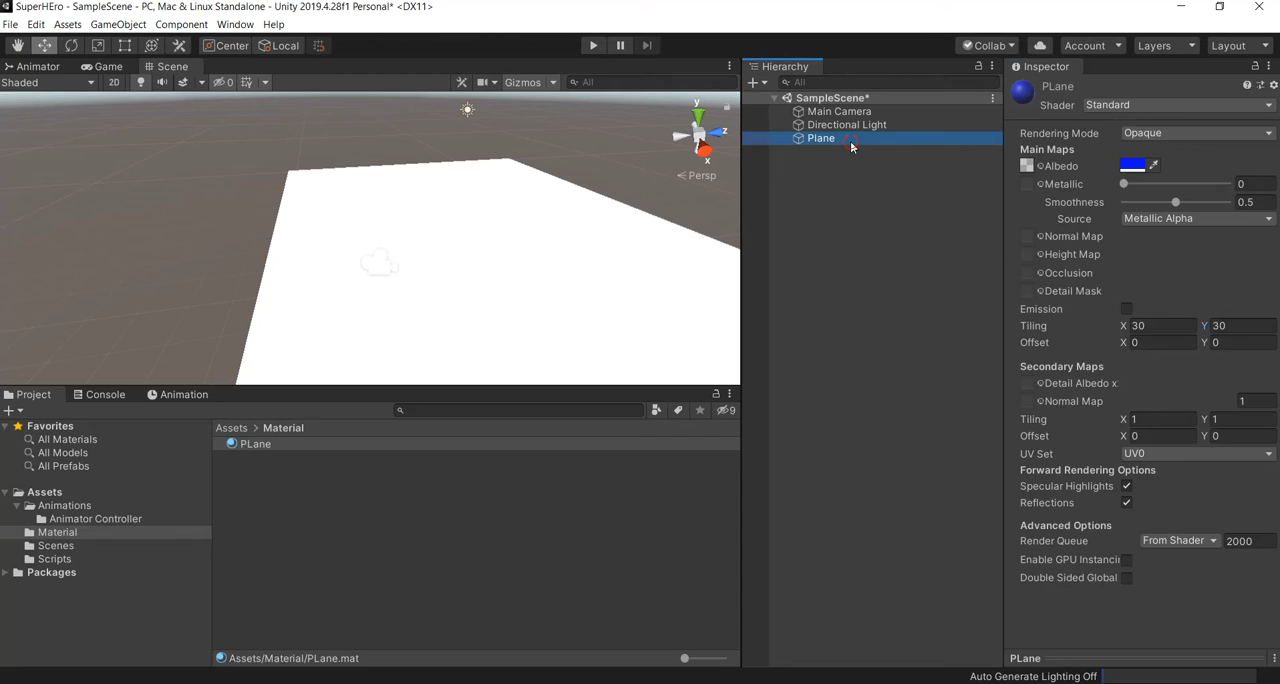 SuperHEro - SampleScene - PC, Mac & Linux Standalone - Unity 2019.4.28f1 Personal* <DX11>
File Edit Assets GameObject Component Window Help
Center Local Collab Account Layers Layout
Animator Game Scene
Shaded 2D 0 Gizmos All
y
z
x
Persp
Hierarchy
All
SampleScene*
Main Camera
Directional Light
Plane
Inspector
PLane
Shader Standard
Rendering Mode Opaque
Main Maps
Albedo
Metallic 0
Smoothness 0.5
Source Metallic Alpha
Normal Map
Height Map
Occlusion
Detail Mask
Emission
Tiling X 30 Y 30
Offset X 0 Y 0
Secondary Maps
Detail Albedo x
Normal Map 1
Tiling X 1 Y 1
Offset X 0 Y 0
UV Set UV0
Forward Rendering Options
Specular Highlights
Reflections
Advanced Options
Render Queue From Shader 2000
Enable GPU Instancin
Double Sided Global
PLane
Auto Generate Lighting Off
Project Console Animation
9
Favorites
All Materials
All Models
All Prefabs
Assets
Animations
Animator Controller
Material
Scenes
Scripts
Packages
Assets > Material
PLane
Assets/Material/PLane.mat